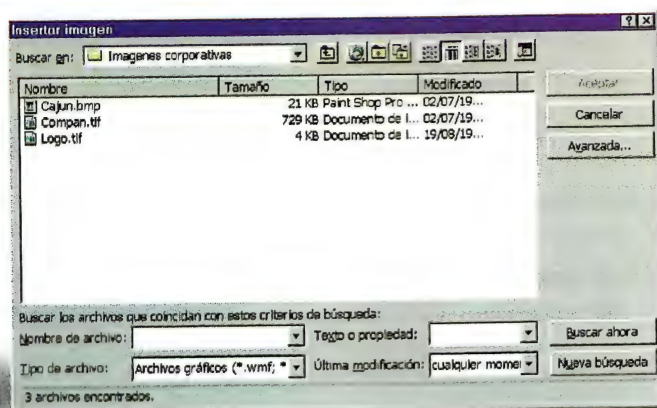 Insertar imagen
Buscar en: Imagenes corporativas
Nombre Tamaño Tipo Modificado
Cajun.bmp 21 KB Paint Shop Pro ... 02/07/19...
Compan.tif 729 KB Documento de I... 02/07/19...
Logo.tif 4 KB Documento de I... 19/08/19...
Aceptar
Cancelar
Avanzada...
Buscar los archivos que coincidan con estos criterios de búsqueda:
Nombre de archivo: Texto o propiedad: Buscar ahora
Tipo de archivo: Archivos gráficos (*.wmf; * Última modificación: cualquier momei Nueva búsqueda
3 archivos encontrados.